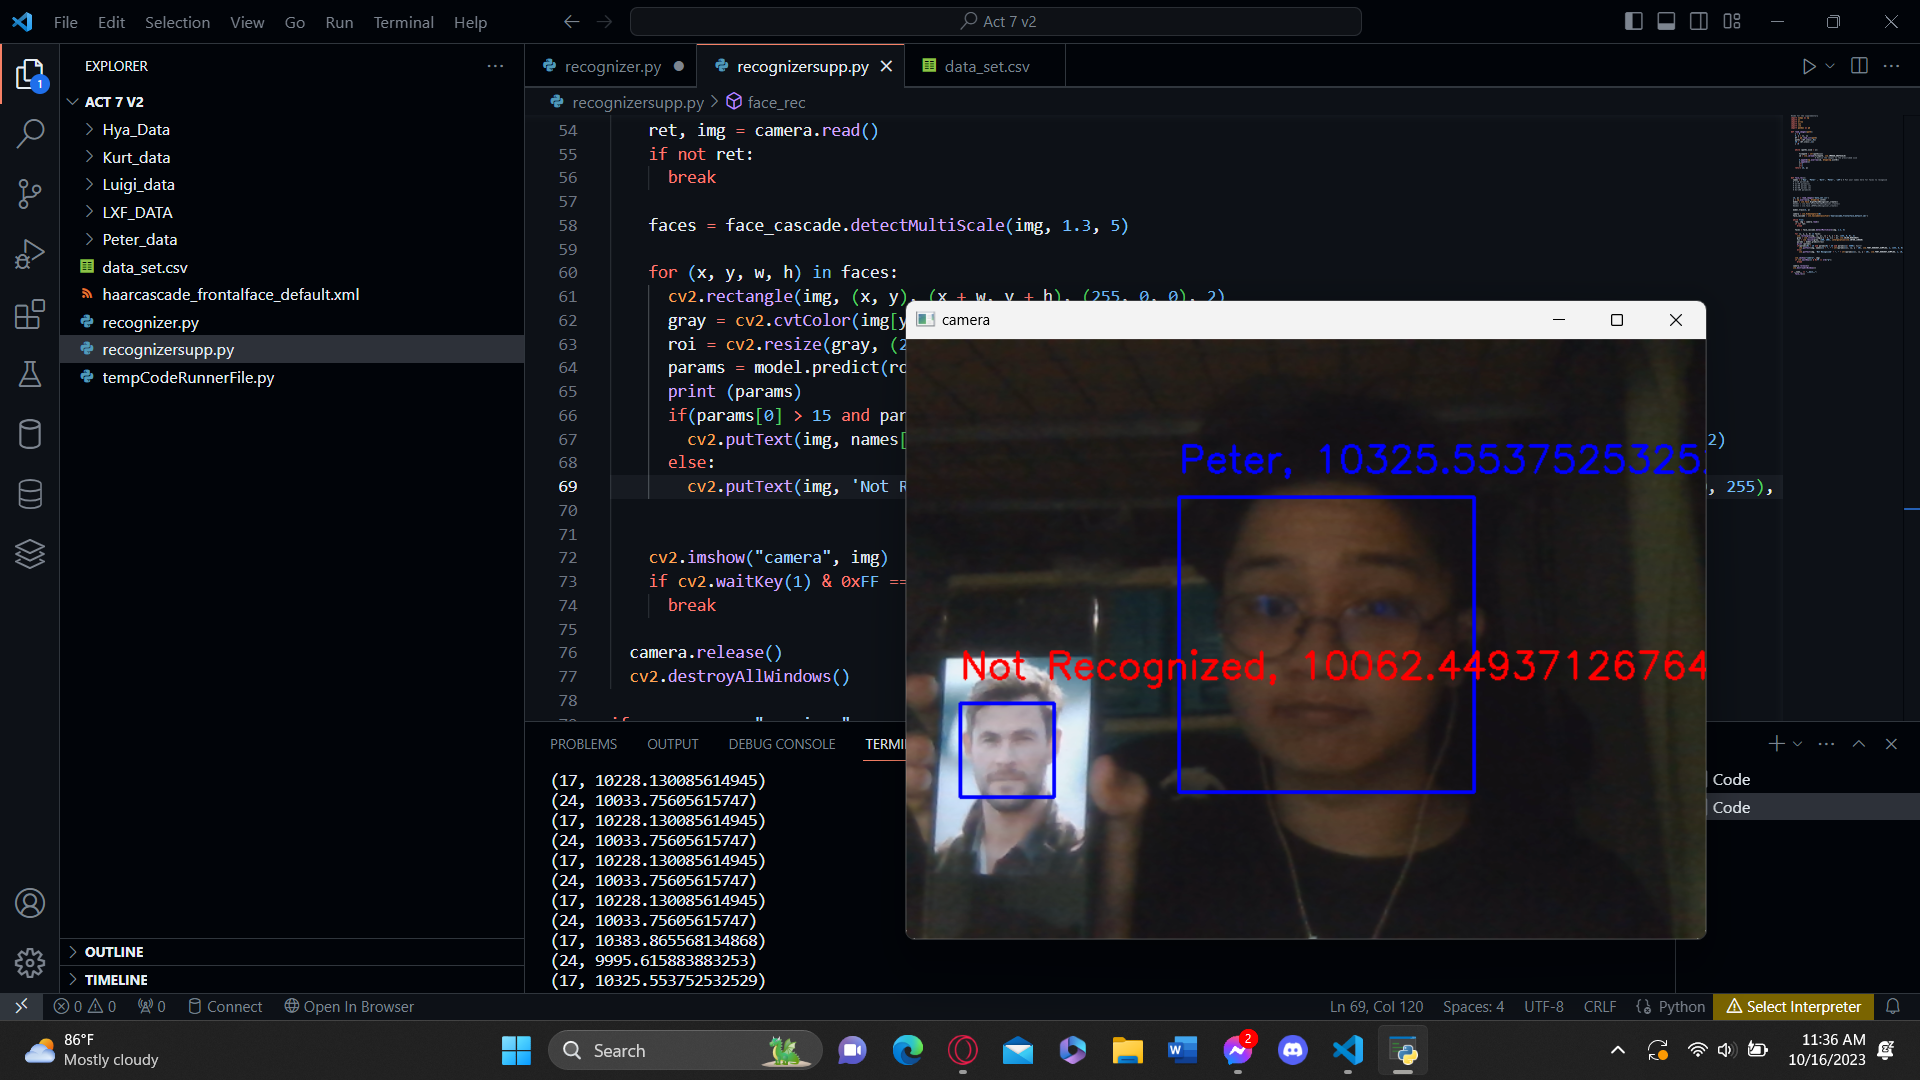 File Edit Selection View Go Run Terminal Help
Act 7 v2
EXPLORER
ACT 7 V2
Hya_Data
Kurt_data
Luigi_data
LXF_DATA
Peter_data
data_set.csv
haarcascade_frontalface_default.xml
recognizer.py
recognizersupp.py
tempCodeRunnerFile.py
OUTLINE
TIMELINE
recognizer.py recognizersupp.py data_set.csv
recognizersupp.py face_rec
54 ret, img = camera.read()
55 if not ret:
56 break
57
58 faces = face_cascade.detectMultiScale(img, 1.3, 5)
59
60 for (x, y, w, h) in faces:
61 cv2.rectangle(img, (x, y), (x + w, y + h), (255, 0, 0), 2)
62 gray = cv2.cvtColor(img[y
63 roi = cv2.resize(gray, (2
64 params = model.predict(ro
65 print (params)
66 if(params[0] > 15 and par
67 cv2.putText(img, names[ 2)
68 else:
69 cv2.putText(img, 'Not R , 255),
70
71
72 cv2.imshow("camera", img)
73 if cv2.waitKey(1) & 0xFF ==
74 break
75
76 camera.release()
77 cv2.destroyAllWindows()
78
camera
Peter, 10325.5537525325
Not Recognized, 10062.44937126764
PROBLEMS OUTPUT DEBUG CONSOLE TERMI
(17, 10228.130085614945)
(24, 10033.75605615747)
(17, 10228.130085614945)
(24, 10033.75605615747)
(17, 10228.130085614945)
(24, 10033.75605615747)
(17, 10228.130085614945)
(24, 10033.75605615747)
(17, 10383.865568134868)
(24, 9995.615883883253)
(17, 10325.553752532529)
Code
Code
0 0 0 Connect Open In Browser
Ln 69, Col 120 Spaces: 4 UTF-8 CRLF Python Select Interpreter
86°F
Mostly cloudy
Search
2
11:36 AM
10/16/2023